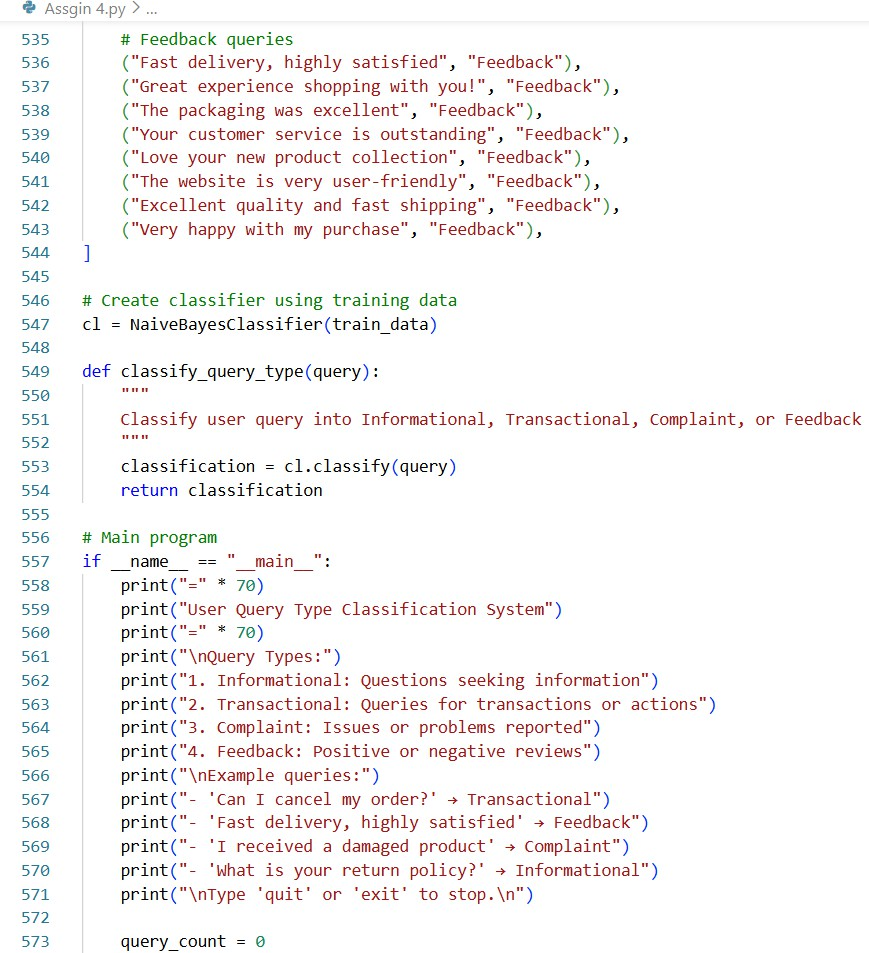 Assgin 4.py > ...
535     # Feedback queries
536     ("Fast delivery, highly satisfied", "Feedback"),
537     ("Great experience shopping with you!", "Feedback"),
538     ("The packaging was excellent", "Feedback"),
539     ("Your customer service is outstanding", "Feedback"),
540     ("Love your new product collection", "Feedback"),
541     ("The website is very user-friendly", "Feedback"),
542     ("Excellent quality and fast shipping", "Feedback"),
543     ("Very happy with my purchase", "Feedback"),
544 ]
545
546 # Create classifier using training data
547 cl = NaiveBayesClassifier(train_data)
548
549 def classify_query_type(query):
550     """
551     Classify user query into Informational, Transactional, Complaint, or Feedback
552     """
553     classification = cl.classify(query)
554     return classification
555
556 # Main program
557 if __name__ == "__main__":
558     print("=" * 70)
559     print("User Query Type Classification System")
560     print("=" * 70)
561     print("\nQuery Types:")
562     print("1. Informational: Questions seeking information")
563     print("2. Transactional: Queries for transactions or actions")
564     print("3. Complaint: Issues or problems reported")
565     print("4. Feedback: Positive or negative reviews")
566     print("\nExample queries:")
567     print("- 'Can I cancel my order?' → Transactional")
568     print("- 'Fast delivery, highly satisfied' → Feedback")
569     print("- 'I received a damaged product' → Complaint")
570     print("- 'What is your return policy?' → Informational")
571     print("\nType 'quit' or 'exit' to stop.\n")
572
573     query_count = 0